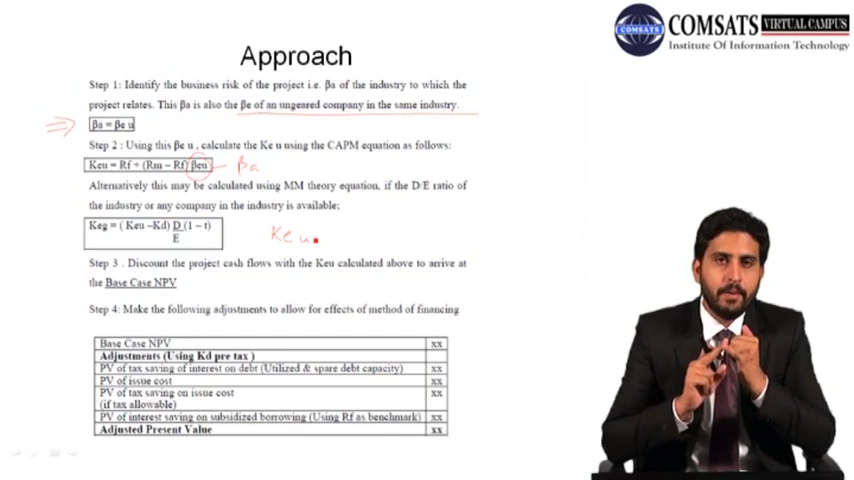 COMSATS VIRTUAL CAMPUS
Institute Of Information Technology
Approach
Step 1: Identify the business risk of the project i.e. βa of the industry to which the
project relates. This βa is also the βe of an ungeared company in the same industry.
βa = βe u
Step 2 : Using this βe u , calculate the Ke u using the CAPM equation as follows:
Keu = Rf + (Rm – Rf) βeu βa
Alternatively this may be calculated using MM theory equation, if the D/E ratio of
the industry or any company in the industry is available;
Keg = ( Keu –Kd) D (1 – t)
E
Keu
Step 3 . Discount the project cash flows with the Keu calculated above to arrive at
the Base Case NPV
Step 4: Make the following adjustments to allow for effects of method of financing
Base Case NPV xx
Adjustments (Using Kd pre tax )
PV of tax saving of interest on debt (Utilized & spare debt capacity) xx
PV of issue cost xx
PV of tax saving on issue cost xx
(if tax allowable)
PV of interest saving on subsidized borrowing (Using Rf as benchmark) xx
Adjusted Present Value xx